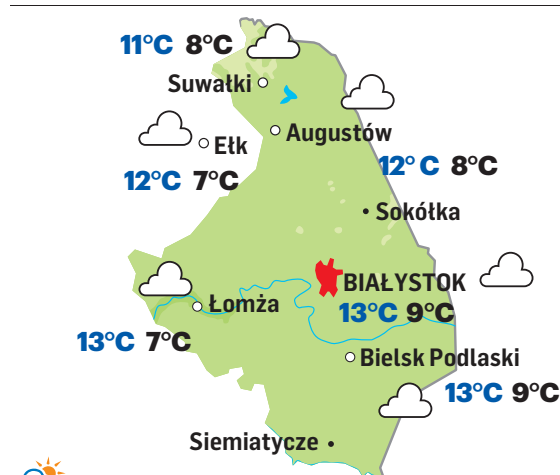 11°C 8°C
Suwałki
Augustów
Ełk
12°C 7°C
12° C 8°C
Sokółka
BIAŁYSTOK
13°C 9°C
Łomża
13°C 7°C
Bielsk Podlaski
13°C 9°C
Siemiatycze